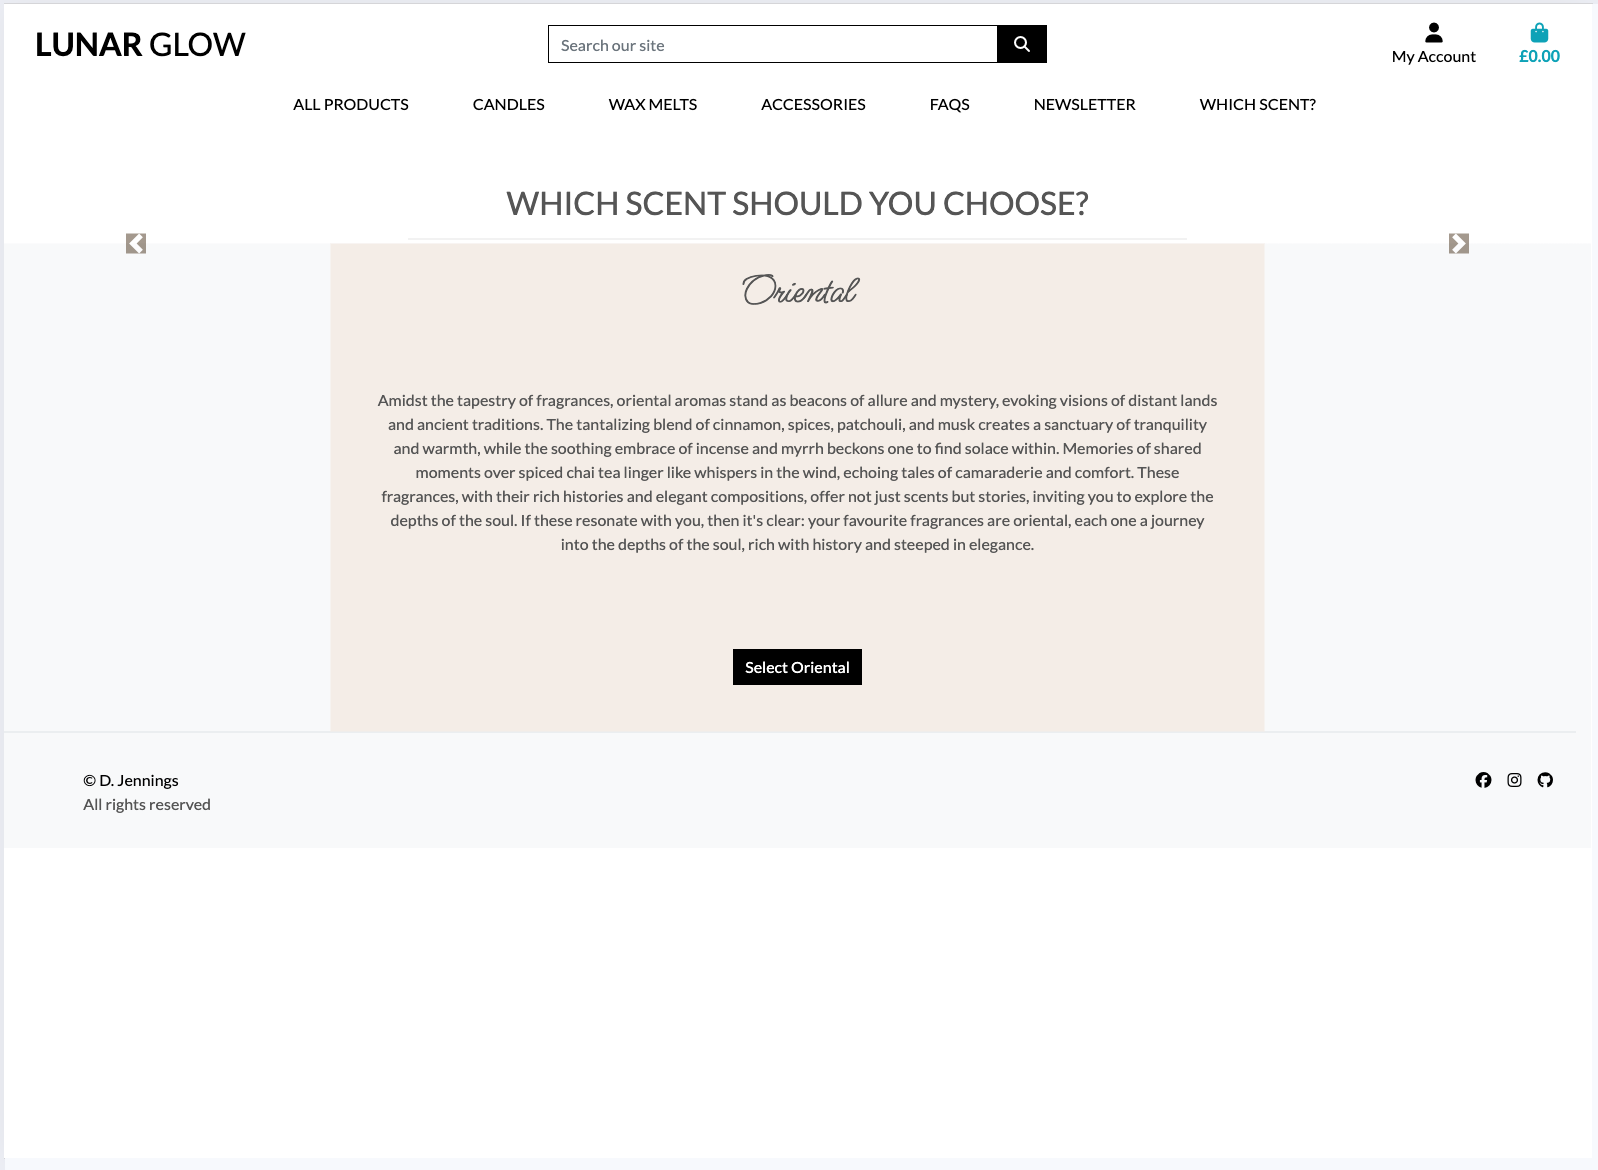 LUNAR GLOW
Search our site
My Account
£0.00
ALL PRODUCTS
CANDLES
WAX MELTS
ACCESSORIES
FAQS
NEWSLETTER
WHICH SCENT?
WHICH SCENT SHOULD YOU CHOOSE?
Oriental
Amidst the tapestry of fragrances, oriental aromas stand as beacons of allure and mystery, evoking visions of distant lands
and ancient traditions. The tantalizing blend of cinnamon, spices, patchouli, and musk creates a sanctuary of tranquility
and warmth, while the soothing embrace of incense and myrrh beckons one to find solace within. Memories of shared
moments over spiced chai tea linger like whispers in the wind, echoing tales of camaraderie and comfort. These
fragrances, with their rich histories and elegant compositions, offer not just scents but stories, inviting you to explore the
depths of the soul. If these resonate with you, then it's clear: your favourite fragrances are oriental, each one a journey
into the depths of the soul, rich with history and steeped in elegance.
Select Oriental
© D. Jennings
All rights reserved